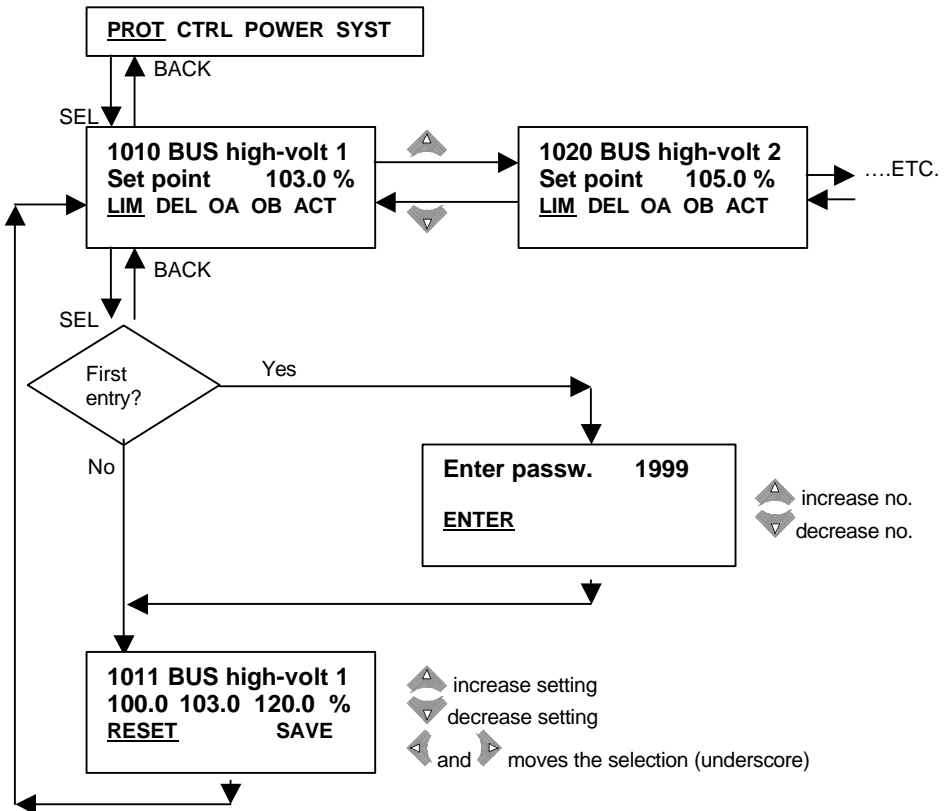 PROT CTRL POWER SYST
BACK
SEL
1010 BUS high-volt 1
Set point 103.0 %
LIM DEL OA OB ACT
1020 BUS high-volt 2
Set point 105.0 %
LIM DEL OA OB ACT
....ETC.
BACK
SEL
First
entry?
Yes
No
Enter passw. 1999
ENTER
increase no.
decrease no.
1011 BUS high-volt 1
100.0 103.0 120.0 %
RESET SAVE
increase setting
decrease setting
and moves the selection (underscore)